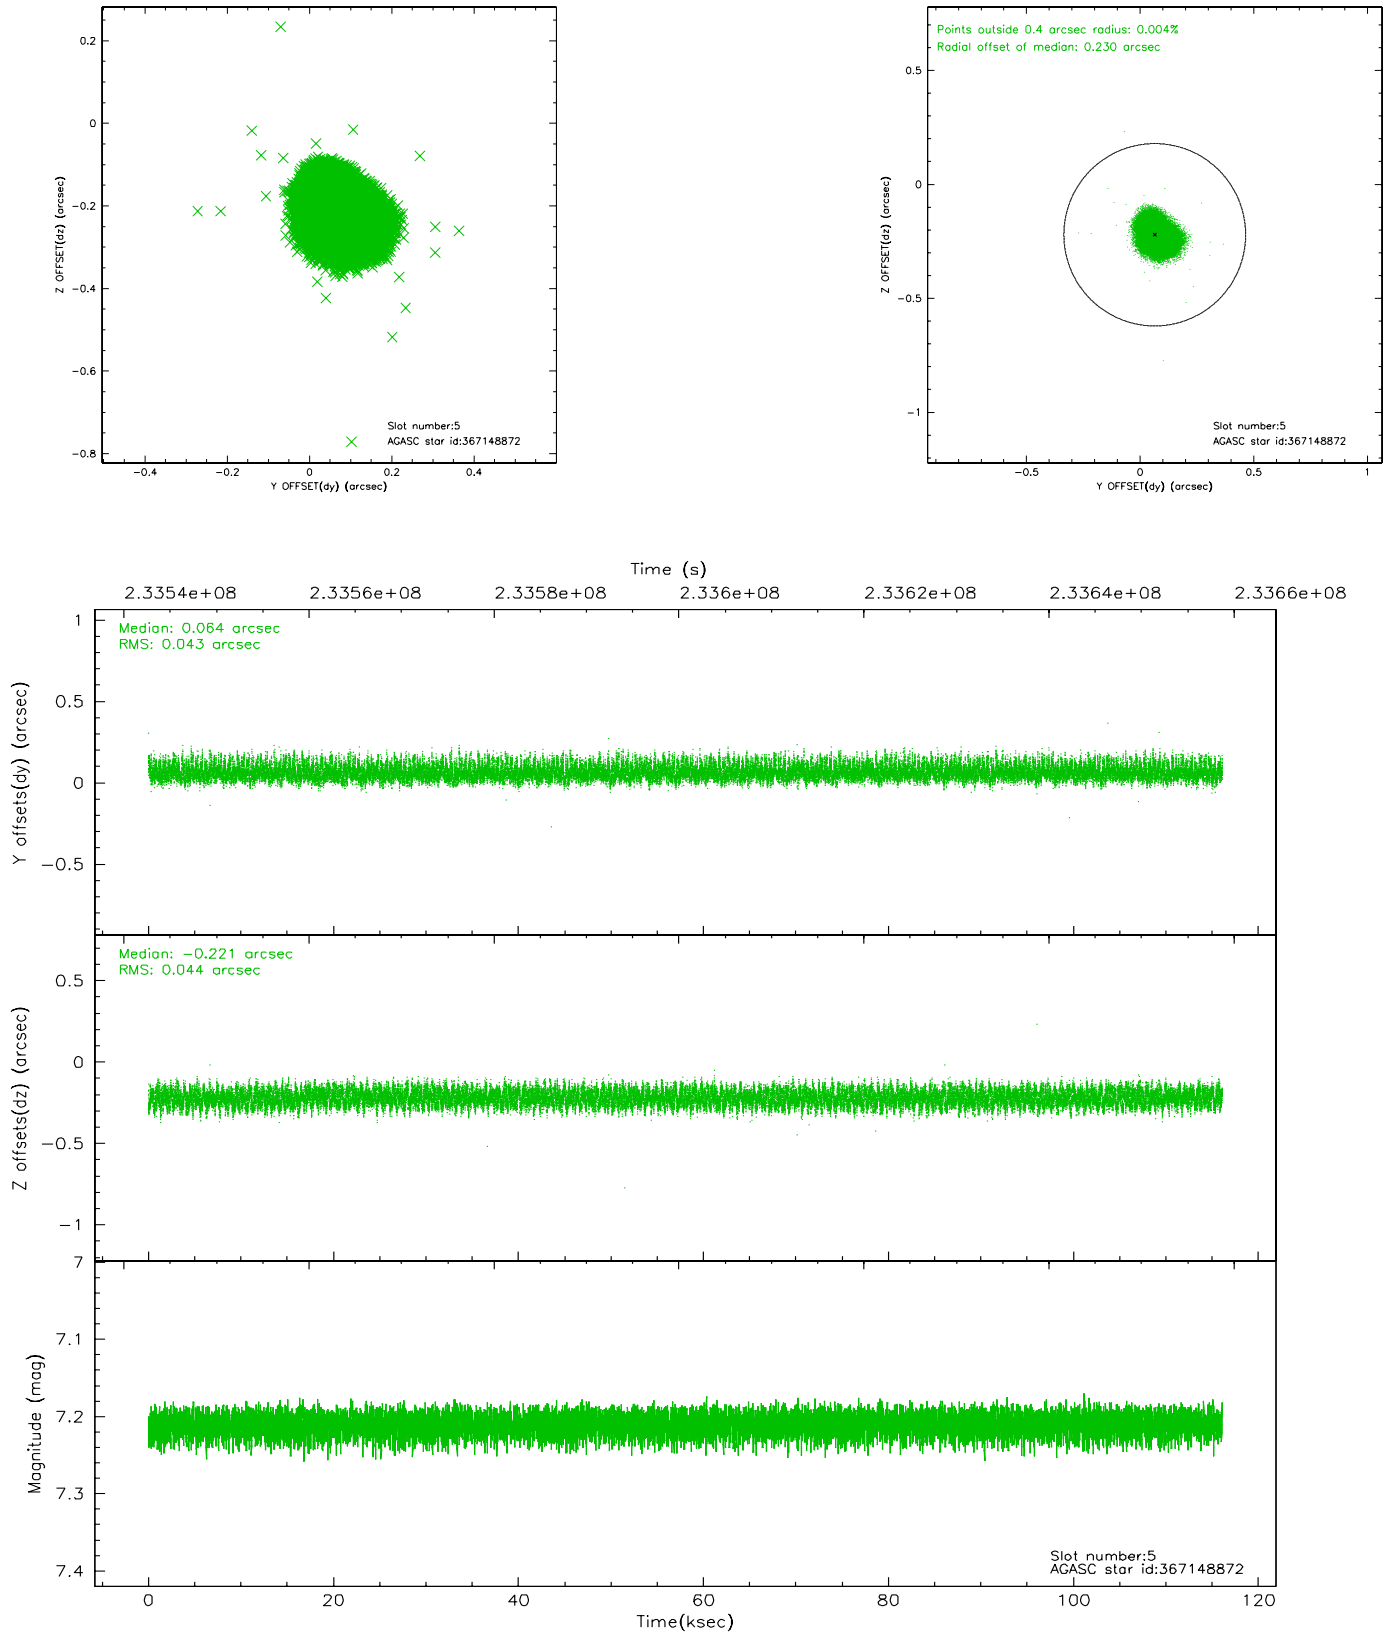 0.2
0
−0.2
−0.4
−0.6
−0.8
Z OFFSET(dz) (arcsec)
−0.4 −0.2 0 0.2 0.4
Y OFFSET(dy) (arcsec)
Slot number:5
AGASC star id:367148872
Points outside 0.4 arcsec radius: 0.004%
Radial offset of median: 0.230 arcsec
0.5
0
−0.5
−1
Z OFFSET(dz) (arcsec)
−0.5 0 0.5 1
Y OFFSET(dy) (arcsec)
Slot number:5
AGASC star id:367148872
Time (s)
2.3354e+08 2.3356e+08 2.3358e+08 2.336e+08 2.3362e+08 2.3364e+08 2.3366e+08
Median: 0.064 arcsec
RMS: 0.043 arcsec
1
0.5
0
−0.5
Y offsets(dy) (arcsec)
Median: −0.221 arcsec
RMS: 0.044 arcsec
0.5
0
−0.5
−1
Z offsets(dz) (arcsec)
7
7.1
7.2
7.3
7.4
Magnitude (mag)
Slot number:5
AGASC star id:367148872
0 20 40 60 80 100 120
Time(ksec)